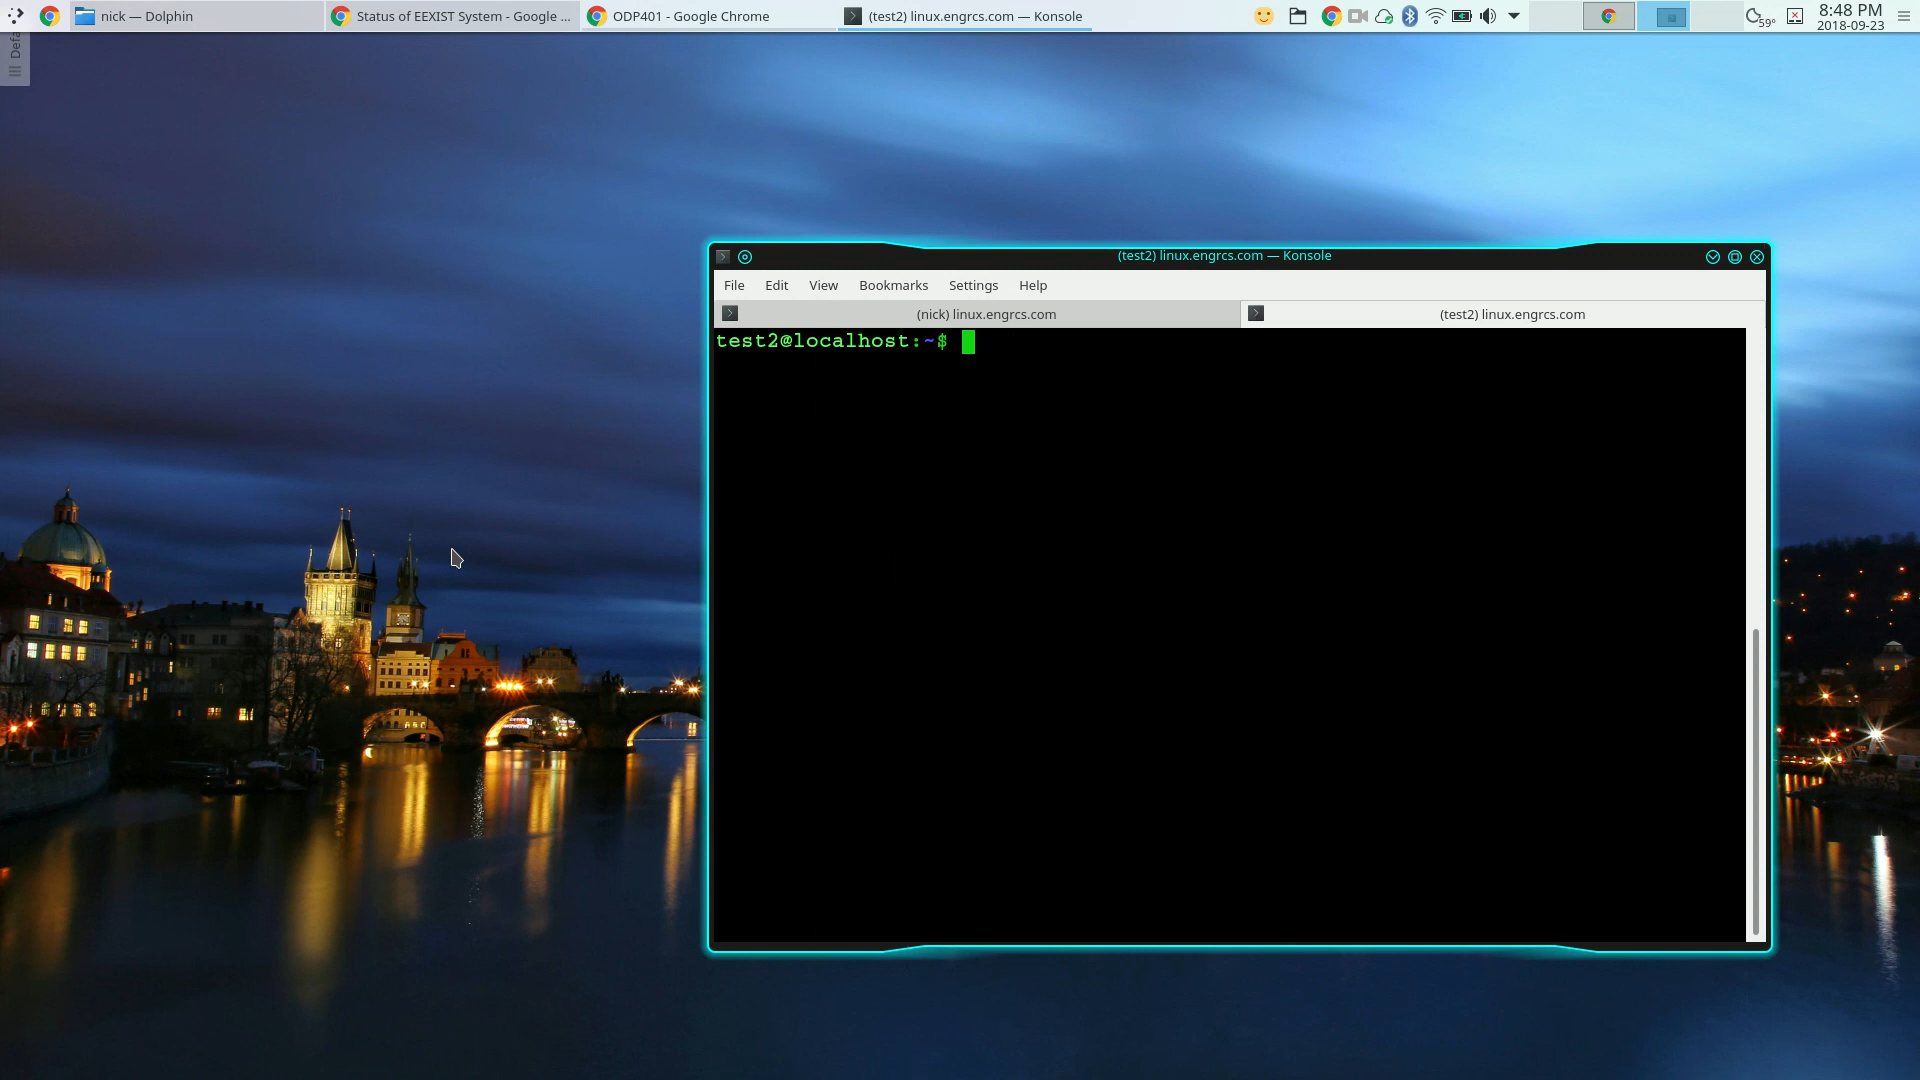 nick — Dolphin
Status of EEXIST System - Google ...
ODP401 - Google Chrome
(test2) linux.engrcs.com — Konsole
59°
8:48 PM
2018-09-23
Defa
(test2) linux.engrcs.com — Konsole
File Edit View Bookmarks Settings Help
(nick) linux.engrcs.com
(test2) linux.engrcs.com
test2@localhost:~$